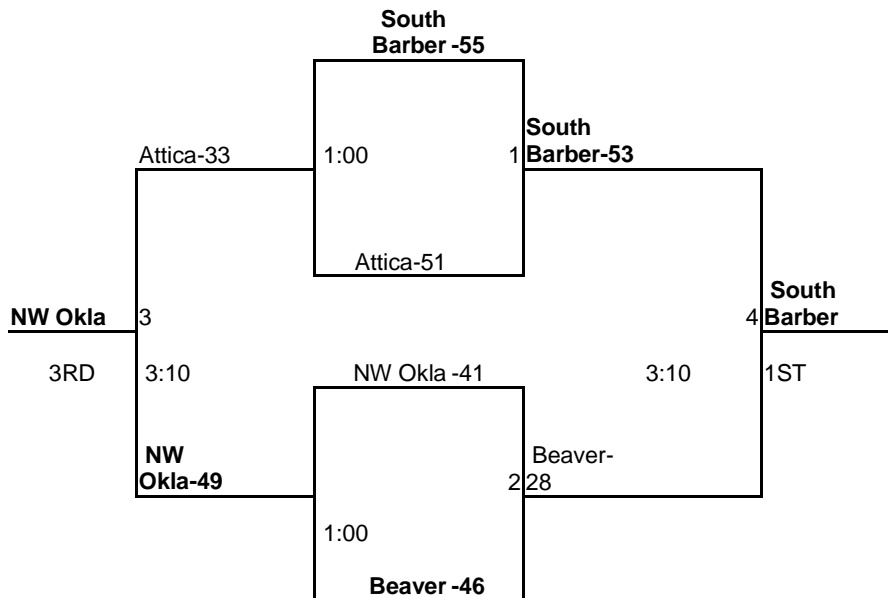 South
Barber -55
South
Attica-33
1:00
1
Barber-53
Attica-51
South
NW Okla
3
4
Barber
3RD
3:10
NW Okla -41
3:10
1ST
NW
Okla-49
Beaver-
2
28
1:00
Beaver -46